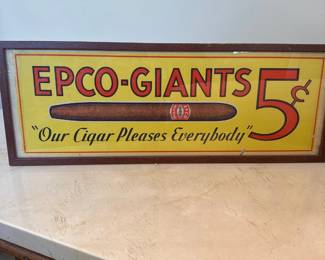 EPCO-GIANTS 5¢
"Our Cigar Pleases Everybody"